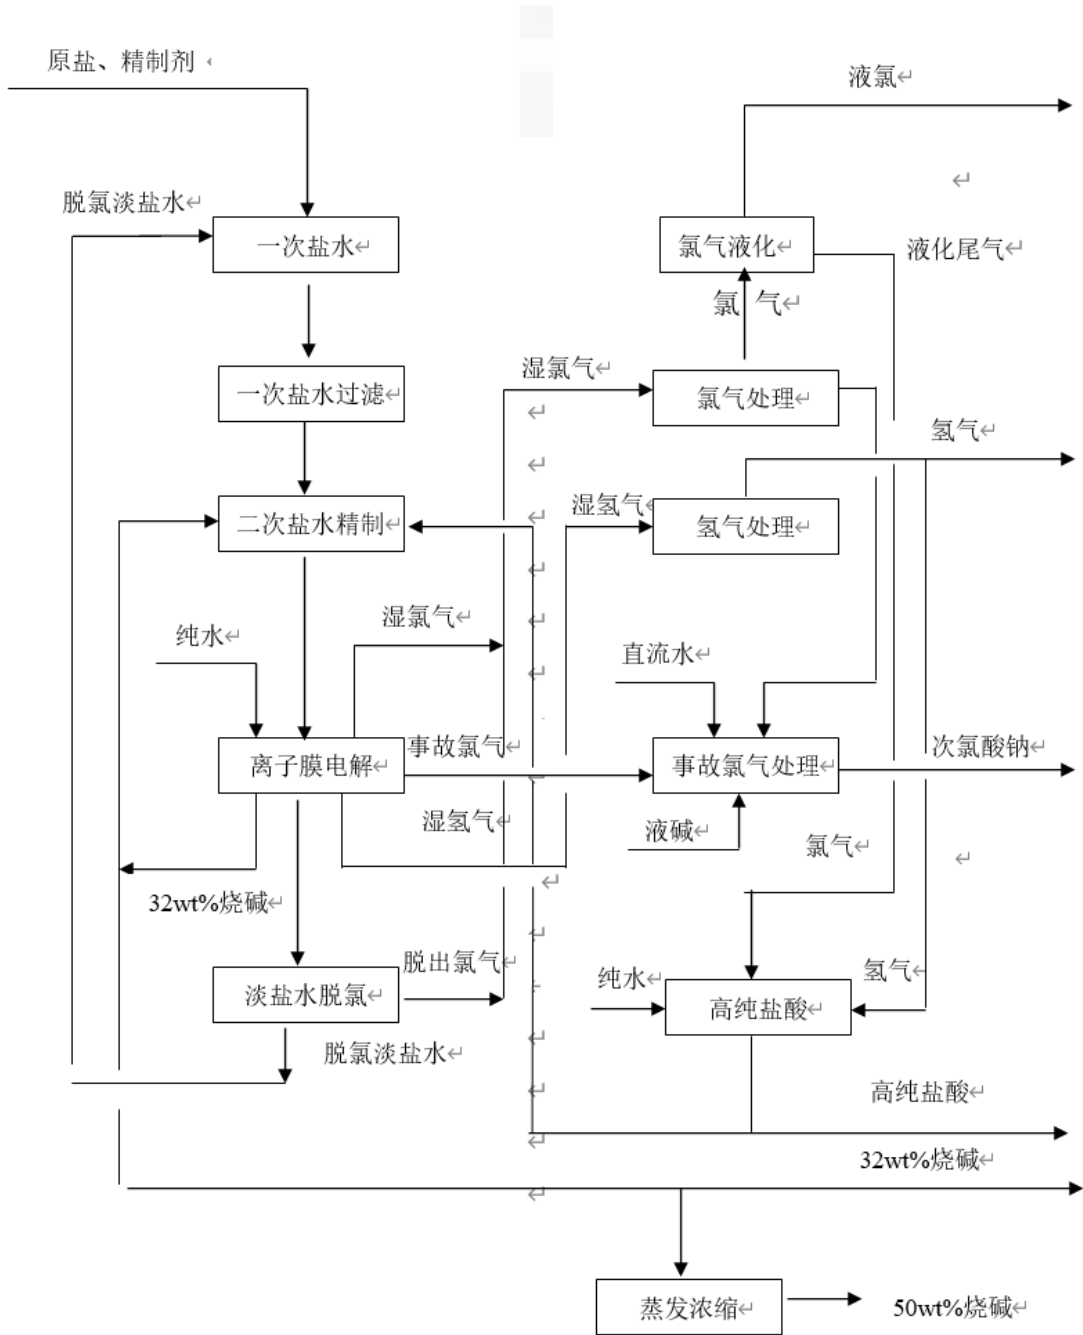 原盐、精制剂
液氯
脱氯淡盐水
一次盐水
氯气液化
液化尾气
氯 气
湿氯气
一次盐水过滤
氯气处理
氢气
湿氢气
二次盐水精制
氢气处理
湿氯气
纯水
直流水
事故氯气
离子膜电解
事故氯气处理
次氯酸钠
湿氢气
液碱
氯气
32wt%烧碱
脱出氯气
纯水
氢气
淡盐水脱氯
高纯盐酸
脱氯淡盐水
高纯盐酸
32wt%烧碱
蒸发浓缩
50wt%烧碱